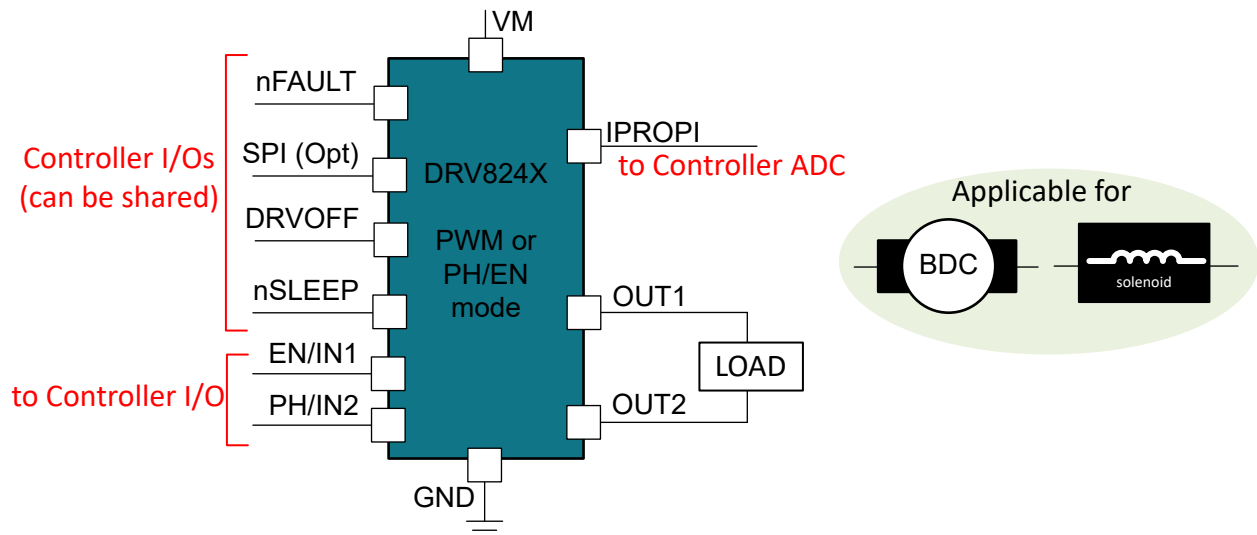 VM
nFAULT
SPI (Opt)
DRVOFF
nSLEEP
Controller I/Os
(can be shared)
EN/IN1
PH/IN2
to Controller I/O
DRV824X
PWM or
PH/EN
mode
IPROPI
to Controller ADC
OUT1
LOAD
OUT2
GND
Applicable for
BDC
solenoid